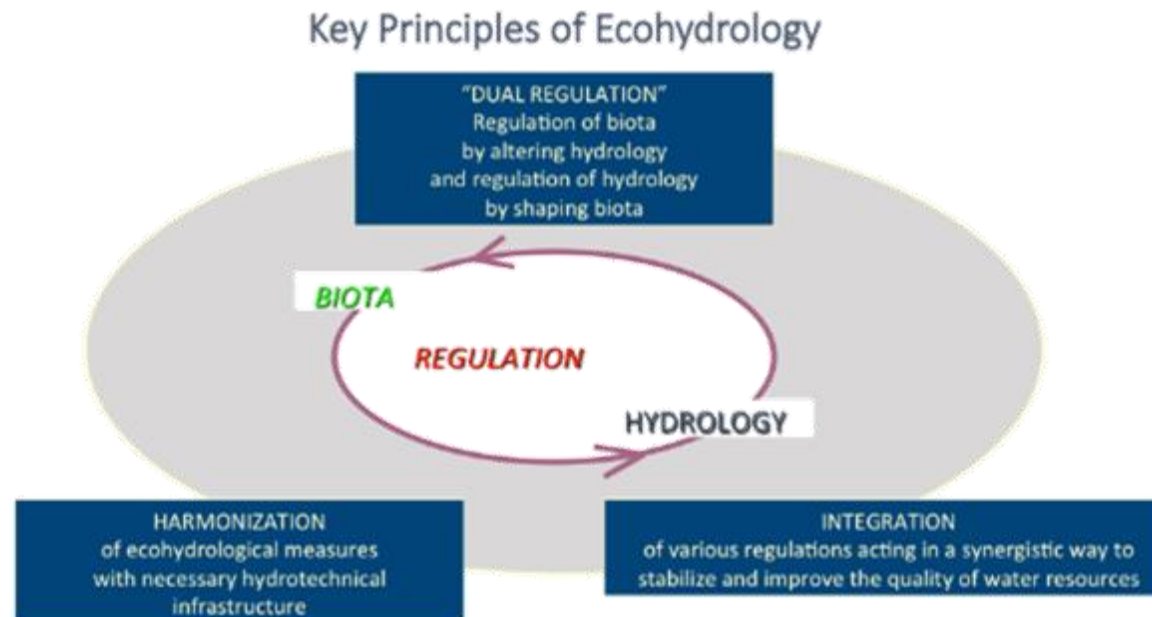 Key Principles of Ecohydrology
"DUAL REGULATION"
Regulation of biota
by altering hydrology
and regulation of hydrology
by shaping biota
BIOTA
REGULATION
HYDROLOGY
HARMONIZATION
of ecohydrological measures
with necessary hydrotechnical
infrastructure
INTEGRATION
of various regulations acting in a synergistic way to
stabilize and improve the quality of water resources